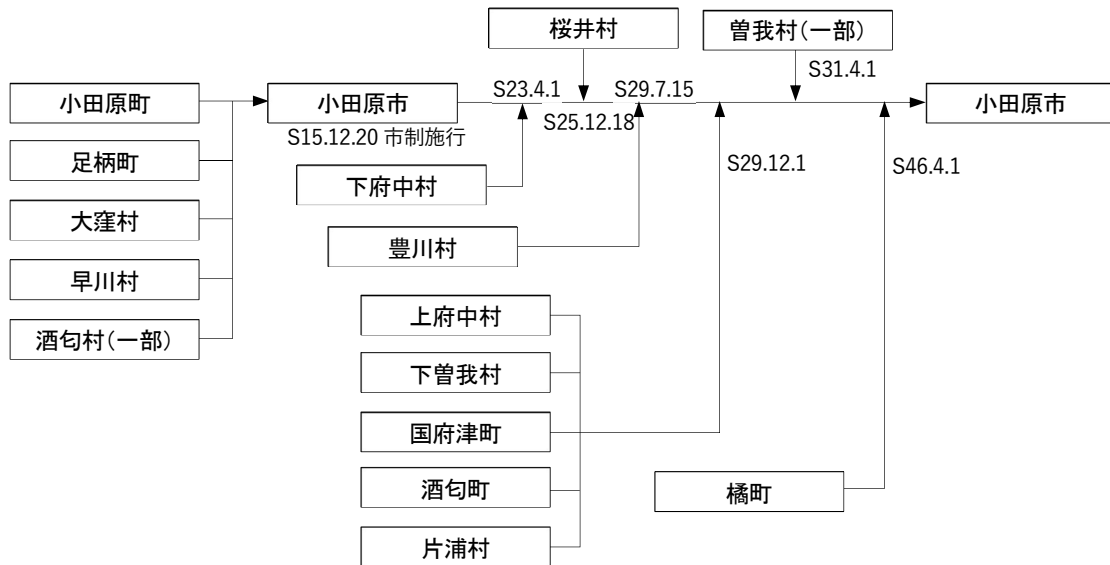 桜井村
曽我村(一部)
S31.4.1
小田原町
小田原市
S23.4.1
S29.7.15
小田原市
S25.12.18
S15.12.20 市制施行
足柄町
S29.12.1
S46.4.1
下府中村
大窪村
豊川村
早川村
上府中村
酒匂村(一部)
下曽我村
国府津町
酒匂町
橘町
片浦村